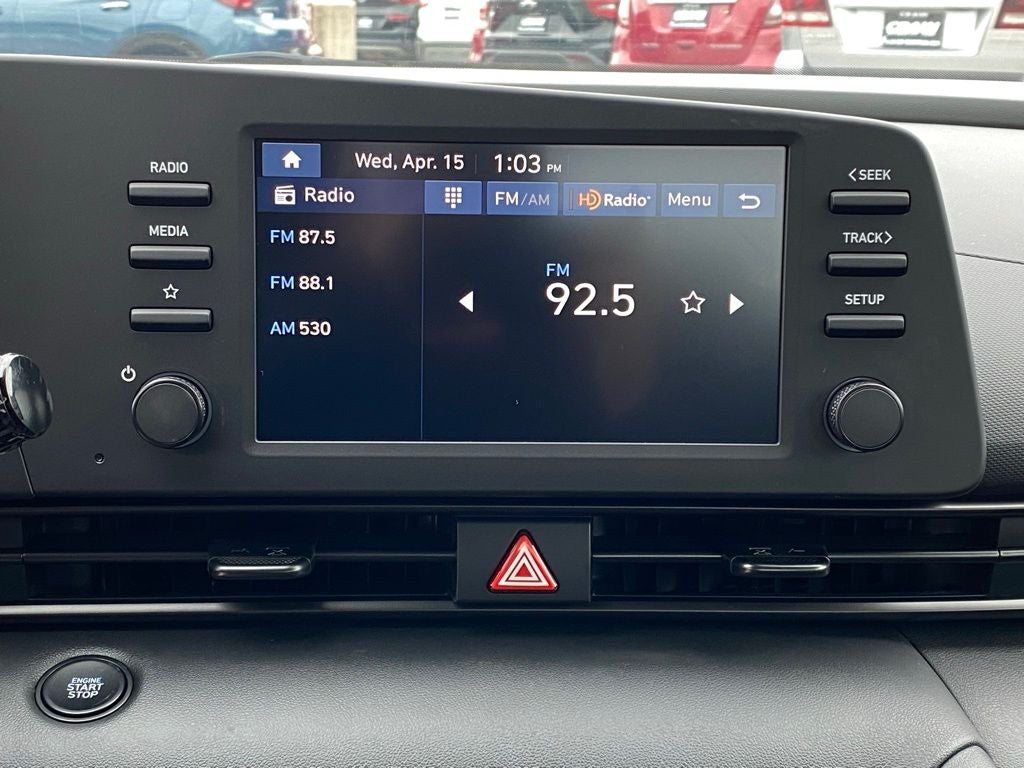 Wed, Apr. 15 1:03 PM
RADIO
Radio
FM/AM
HD Radio
Menu
<SEEK
MEDIA
FM 87.5
TRACK>
FM 88.1
FM
92.5
SETUP
AM 530
ENGINE
START
STOP